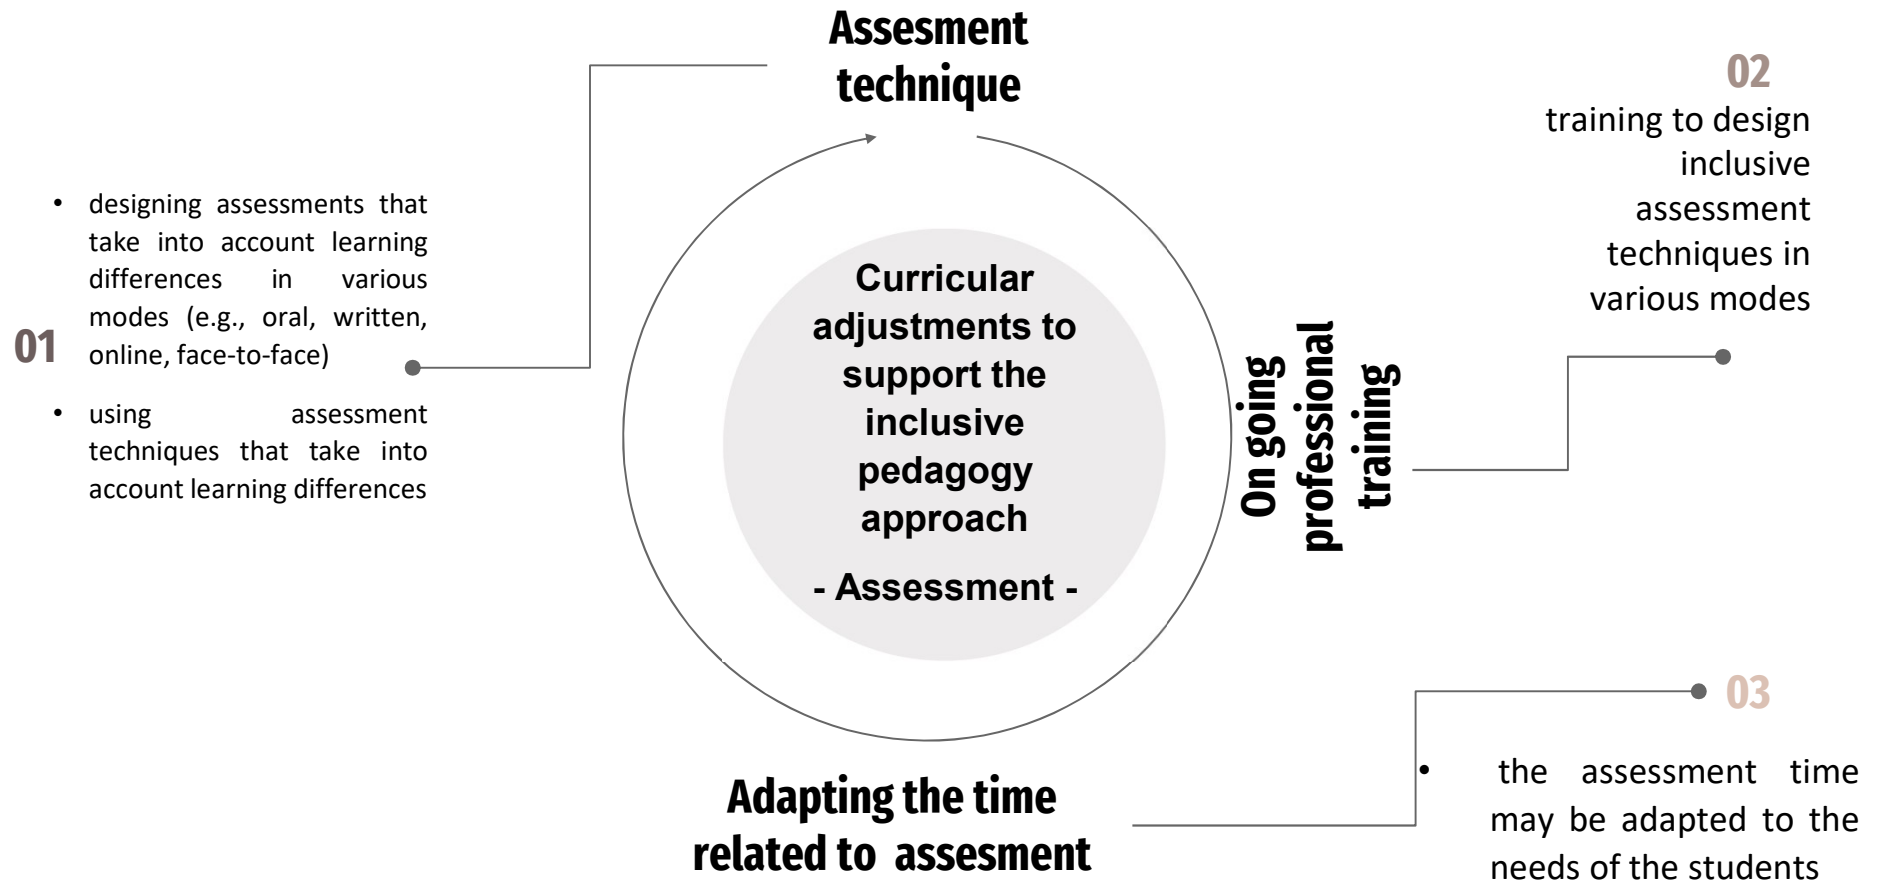 Assesment
technique
01
• designing assessments that
take into account learning
differences in various
modes (e.g., oral, written,
online, face-to-face)
• using assessment
techniques that take into
account learning differences
Curricular
adjustments to
support the
inclusive
pedagogy
approach
- Assessment -
On going
professional
training
02
training to design
inclusive
assessment
techniques in
various modes
Adapting the time
related to assesment
03
• the assessment time
may be adapted to the
needs of the students